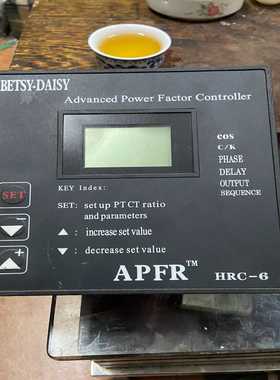 BETSY-DAISY
Advanced Power Factor Controller
cos
C/K
PHASE
DELAY
OUTPUT
SEQUENCE
KEY Index:
SET: set up PT CT ratio
and parameters
▲ : increase set value
▼ : decrease set value
SET
−
+
APFR™ HRC-6